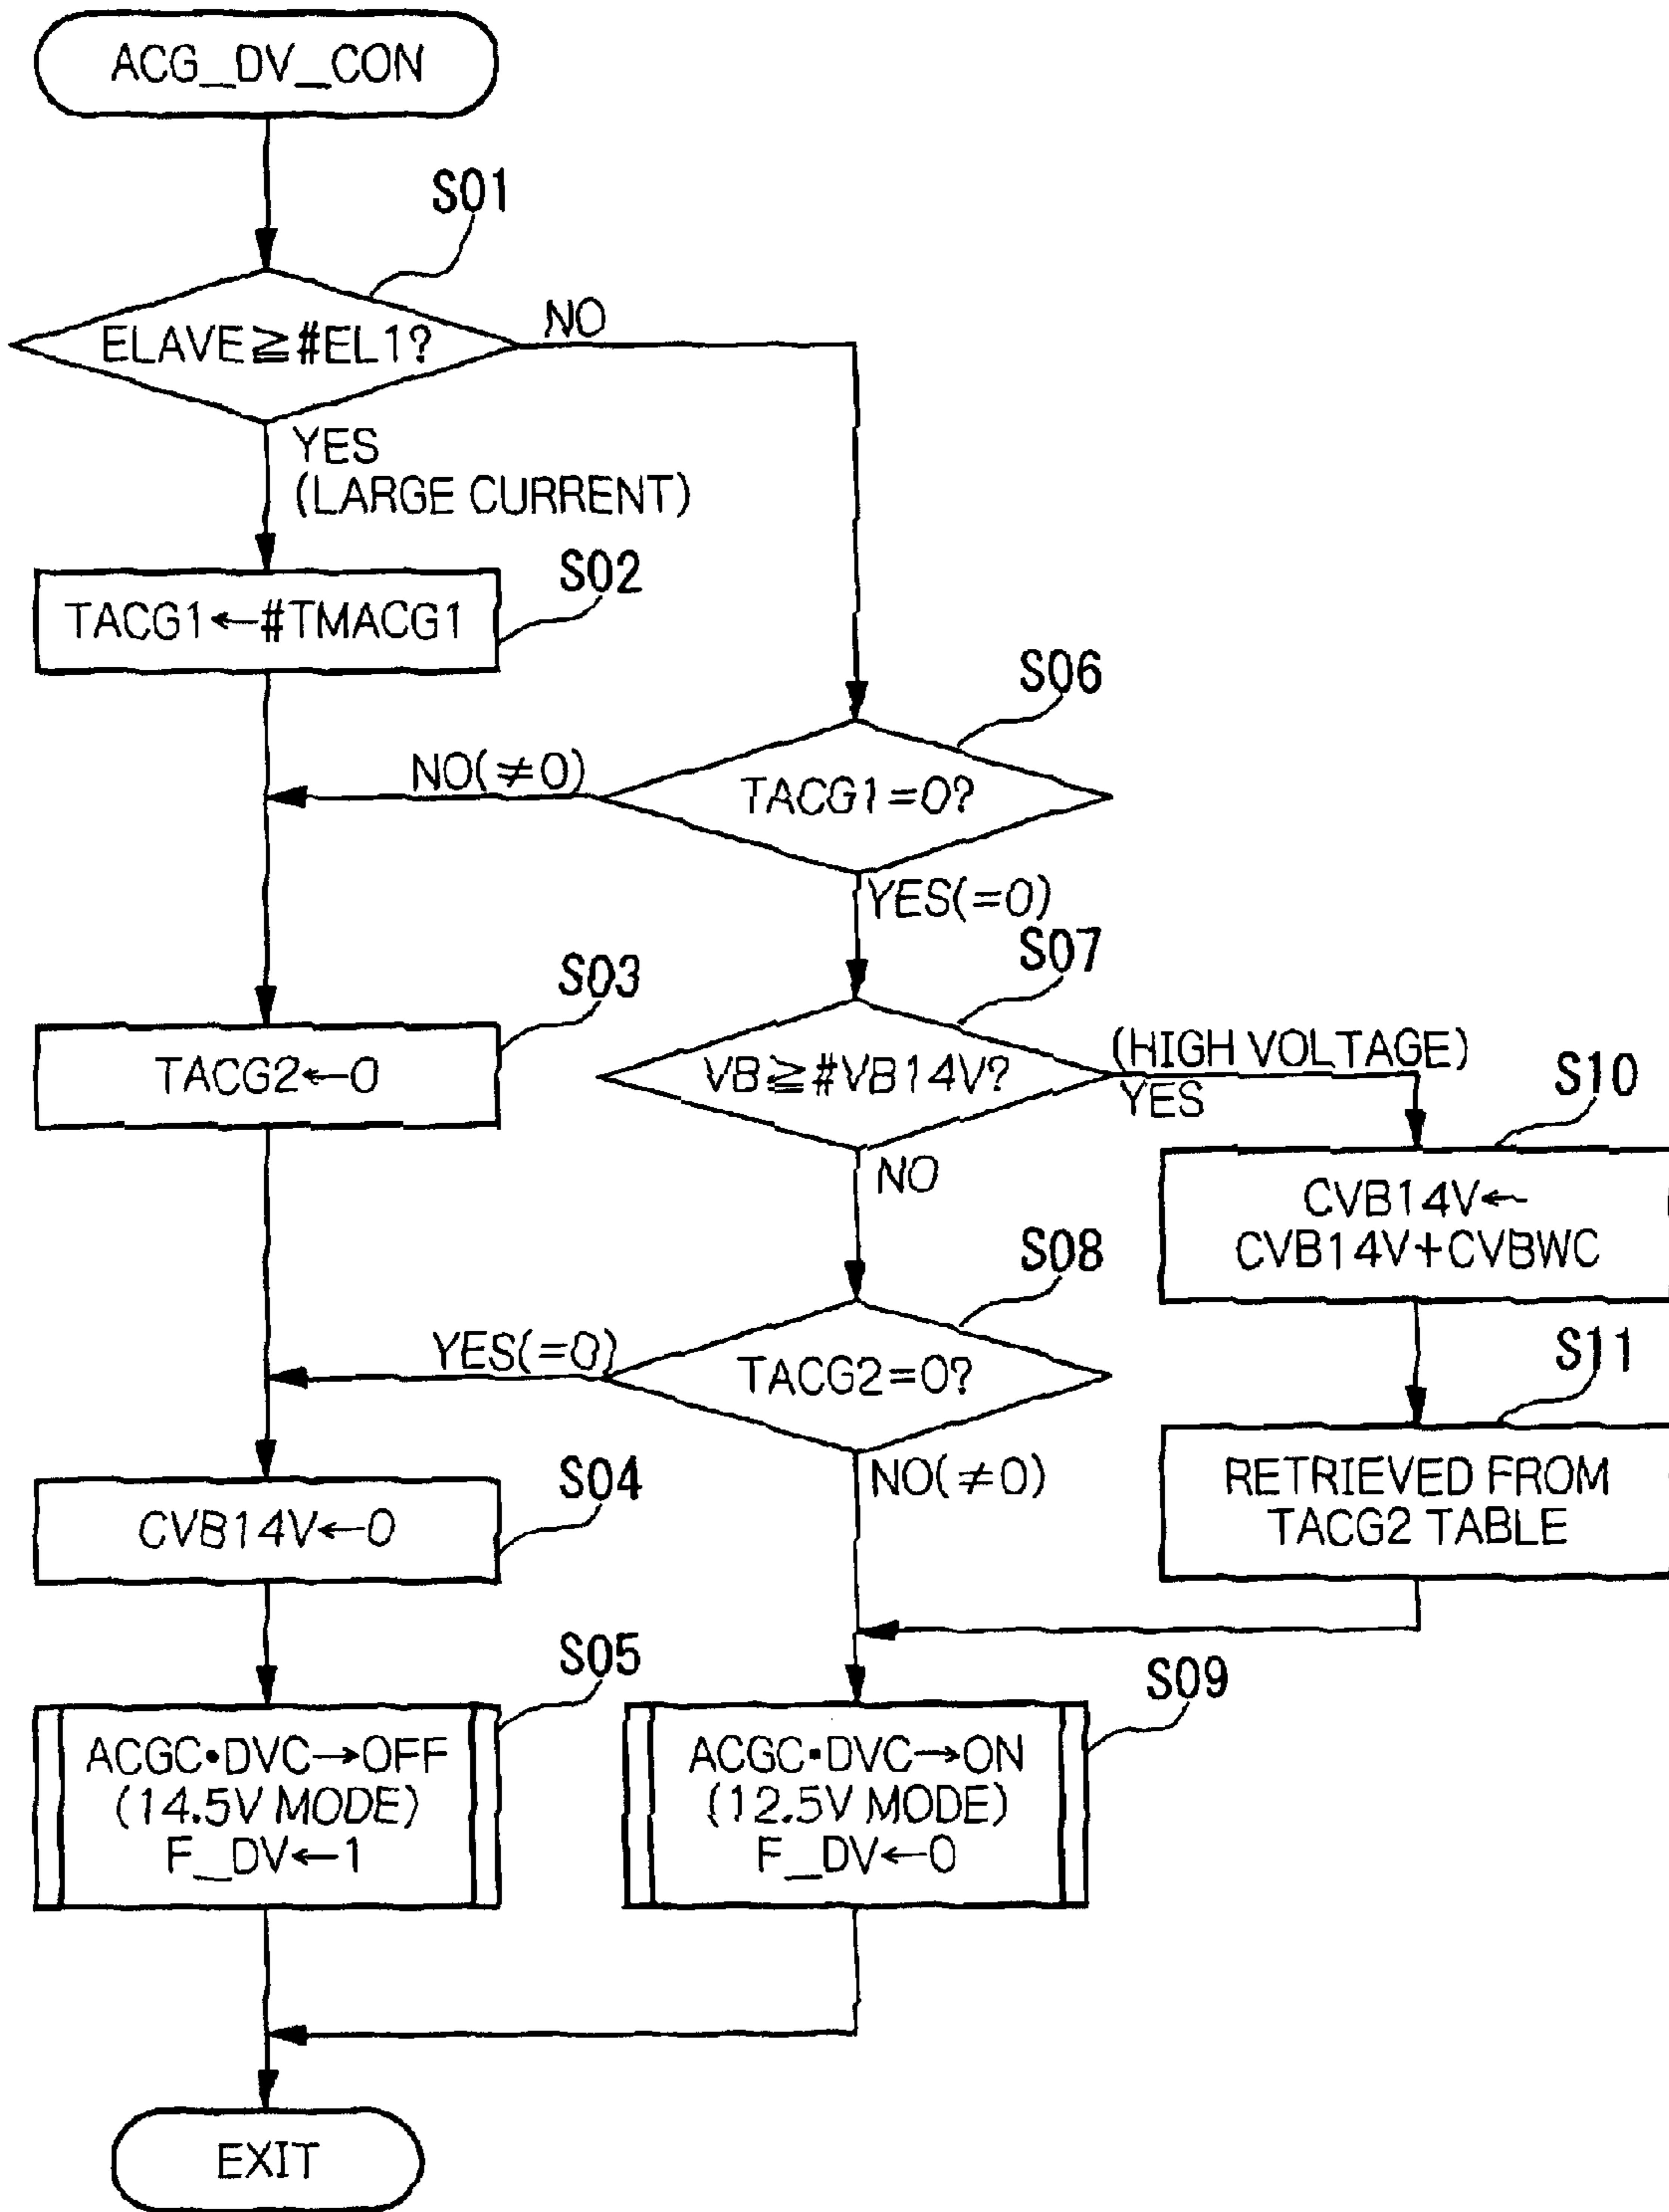 ACG_DV_CON
S01
ELAVE≧#EL1?
NO
YES
(LARGE CURRENT)
S02
TACG1←#TMACG1
S06
NO(≠0)
TACG1=0?
YES(=0)
S07
S03
TACG2←0
VB≧#VB14V?
(HIGH VOLTAGE)
YES
S10
NO
CVB14V←
CVB14V+CVBWC
S08
YES(=0)
TACG2=0?
S11
NO(≠0)
S04
CVB14V←0
RETRIEVED FROM
TACG2 TABLE
S05
ACGC•DVC→OFF
(14.5V MODE)
F_DV←1
S09
ACGC▪DVC→ON
(12.5V MODE)
F_DV←0
EXIT